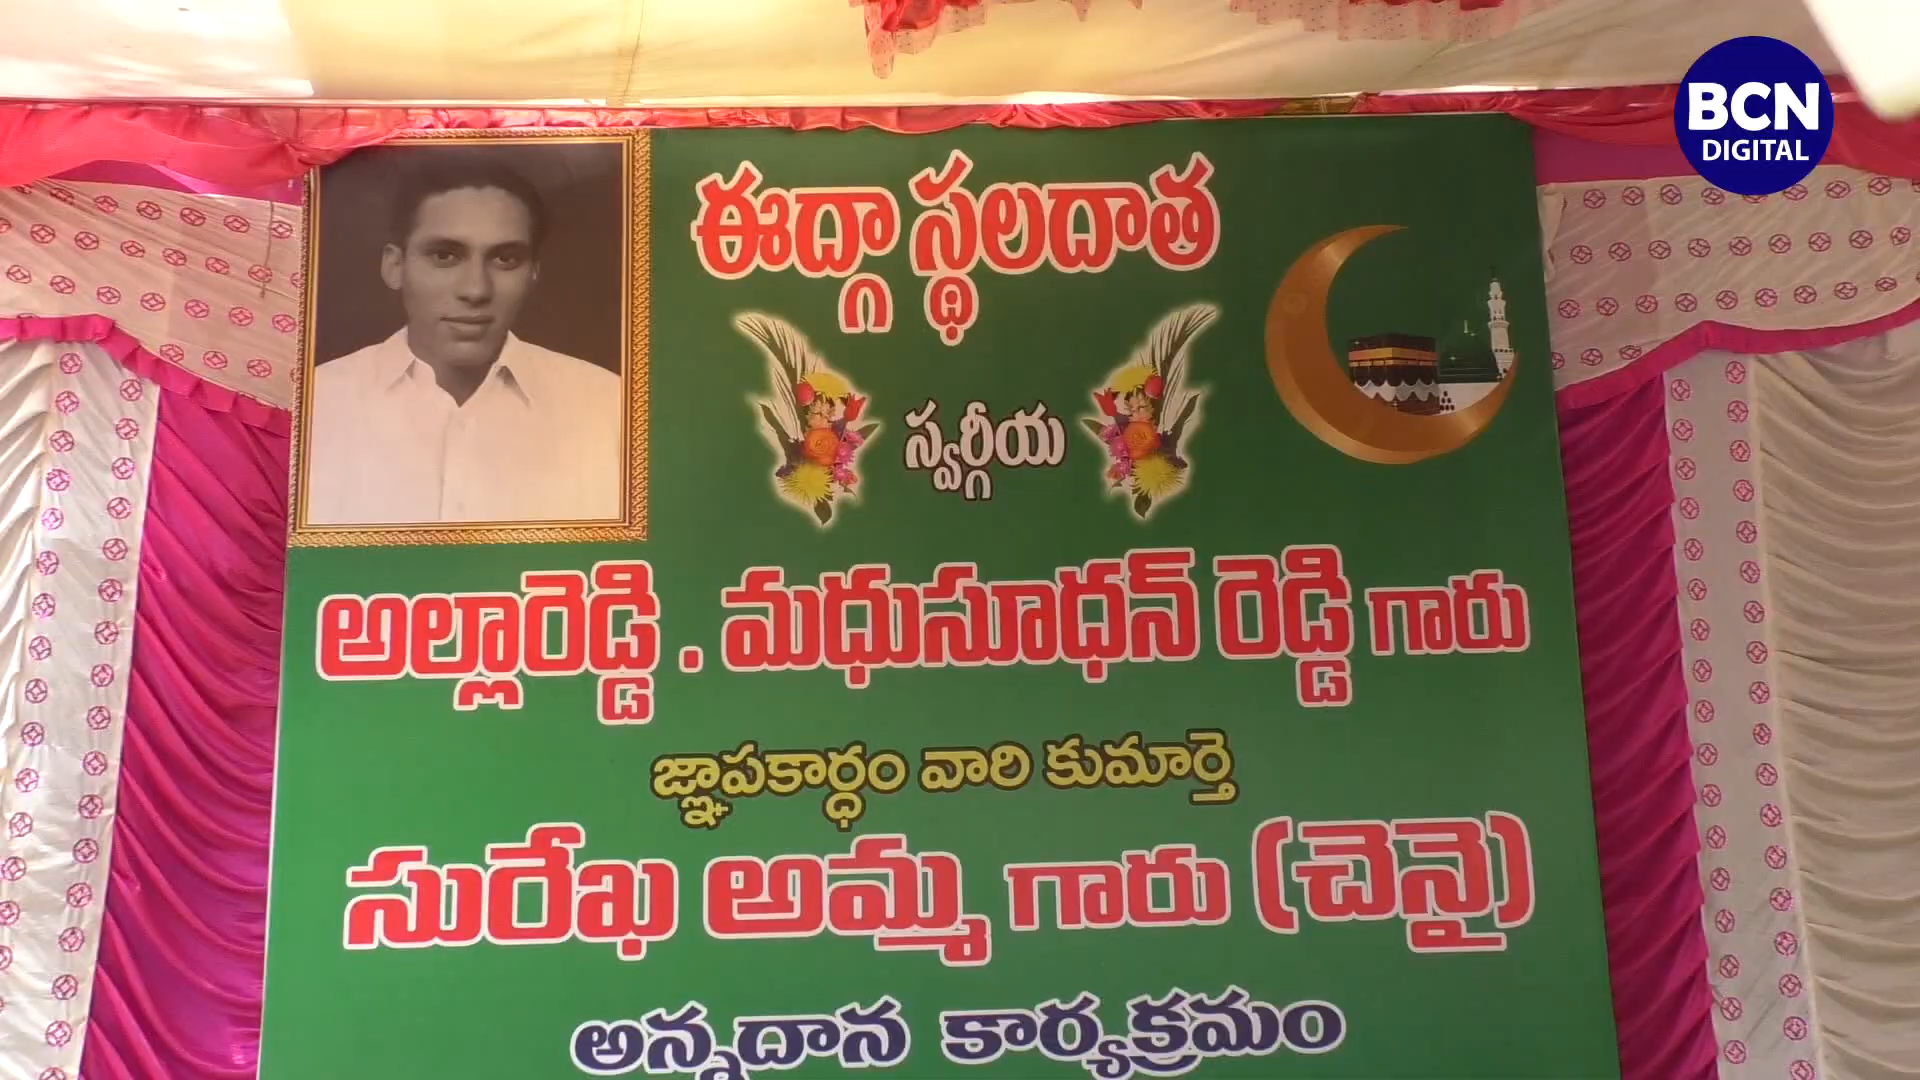 BCN
DIGITAL
ఈద్గా స్థలదాత
స్వర్గీయ
అల్లారెడ్డి . మధుసూధన్ రెడ్డి గారు
జ్ఞాపకార్ధం వారి కుమార్తె
సురేఖ అమ్మ గారు (చెన్నై)
అన్నదాన కార్యక్రమం